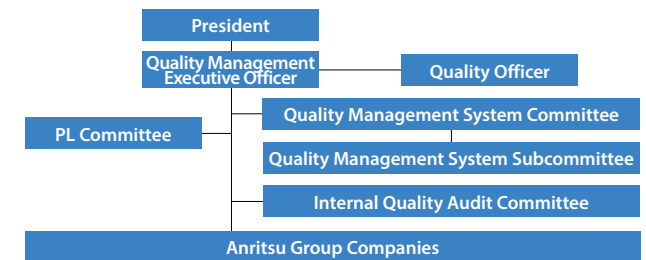 President
Quality Management
Executive Officer
Quality Officer
Quality Management System Committee
PL Committee
Quality Management System Subcommittee
Internal Quality Audit Committee
Anritsu Group Companies